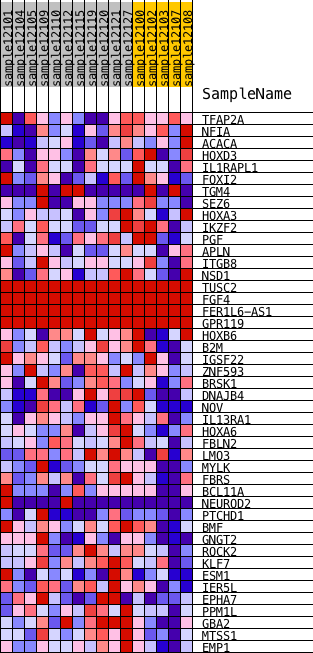 sample12101
sample12104
sample12105
sample12109
sample12110
sample12112
sample12115
sample12119
sample12120
sample12121
sample12122
sample12100
sample12102
sample12103
sample12107
sample12108
SampleName
TFAP2A
NFIA
ACACA
HOXD3
IL1RAPL1
FOXI2
TGM4
SEZ6
HOXA3
IKZF2
PGF
APLN
ITGB8
NSD1
TUSC2
FGF4
FER1L6-AS1
GPR119
HOXB6
B2M
IGSF22
ZNF593
BRSK1
DNAJB4
NOV
IL13RA1
HOXA6
FBLN2
LMO3
MYLK
FBRS
BCL11A
NEUROD2
PTCHD1
BMF
GNGT2
ROCK2
KLF7
ESM1
IER5L
EPHA7
PPM1L
GBA2
MTSS1
EMP1